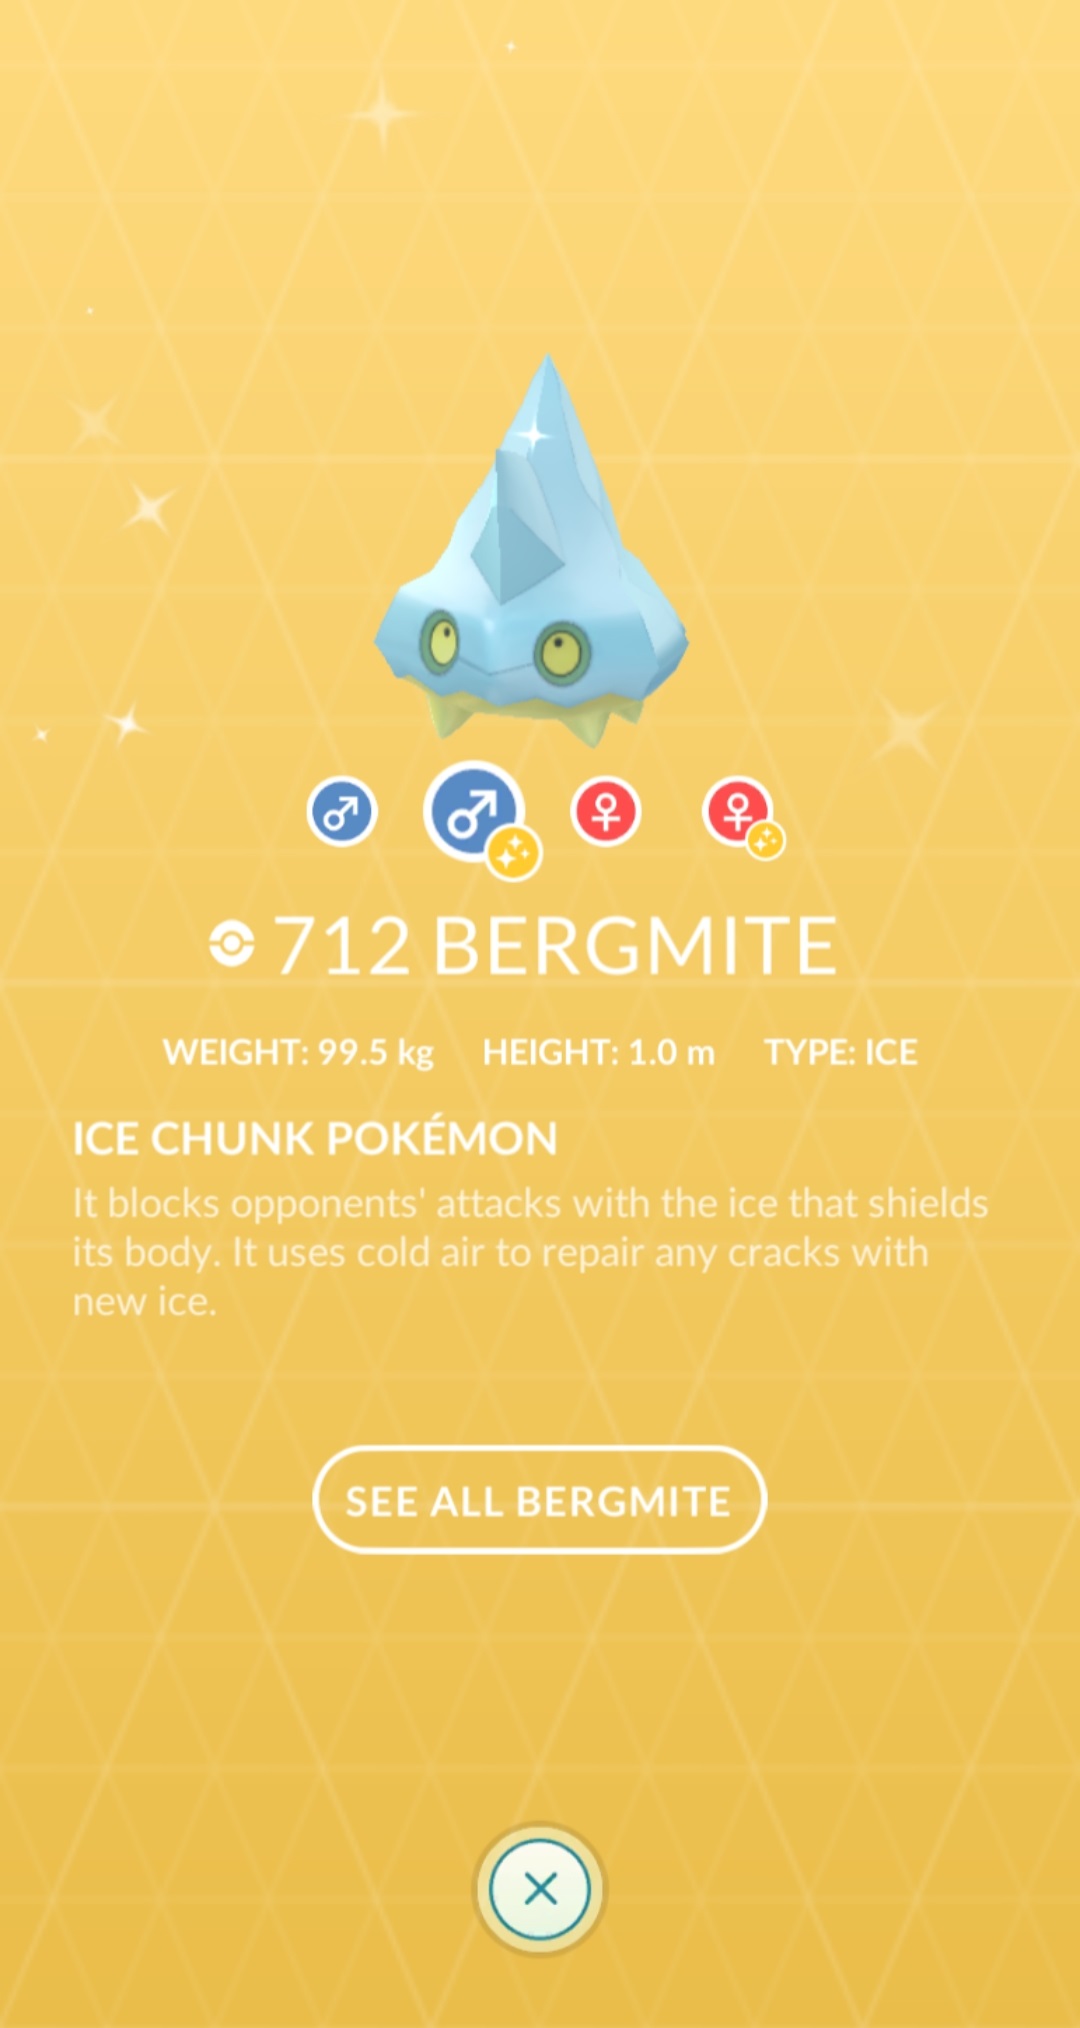 712 BERGMITE
WEIGHT: 99.5 kg HEIGHT: 1.0 m TYPE: ICE
ICE CHUNK POKÉMON
It blocks opponents' attacks with the ice that shields
its body. It uses cold air to repair any cracks with
new ice.
SEE ALL BERGMITE